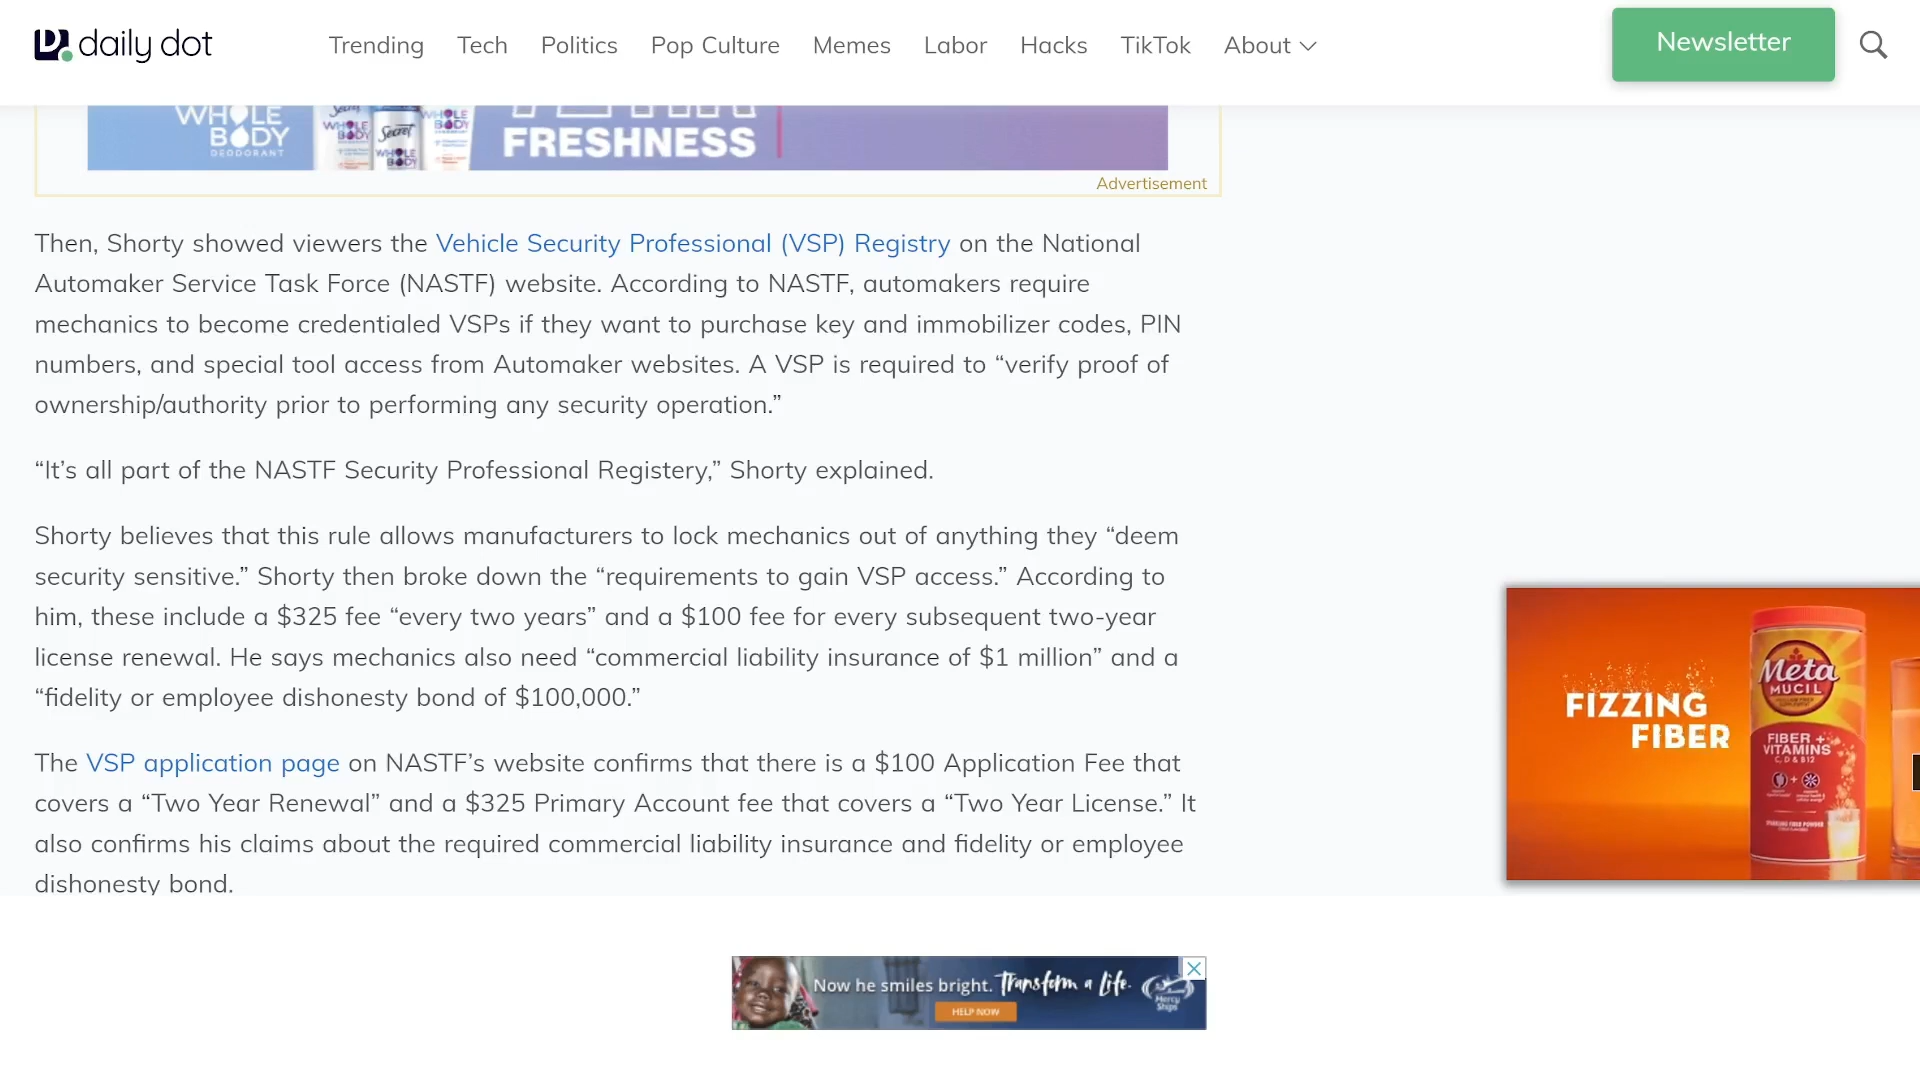 daily dot
Trending Tech Politics Pop Culture Memes Labor Hacks TikTok About
Newsletter
WHOLE BODY DEODORANT
Secret WHOLE BODY
FRESHNESS
Advertisement
Then, Shorty showed viewers the Vehicle Security Professional (VSP) Registry on the National
Automaker Service Task Force (NASTF) website. According to NASTF, automakers require
mechanics to become credentialed VSPs if they want to purchase key and immobilizer codes, PIN
numbers, and special tool access from Automaker websites. A VSP is required to “verify proof of
ownership/authority prior to performing any security operation.”
“It’s all part of the NASTF Security Professional Registery,” Shorty explained.
Shorty believes that this rule allows manufacturers to lock mechanics out of anything they “deem
security sensitive.” Shorty then broke down the “requirements to gain VSP access.” According to
him, these include a $325 fee “every two years” and a $100 fee for every subsequent two-year
license renewal. He says mechanics also need “commercial liability insurance of $1 million” and a
“fidelity or employee dishonesty bond of $100,000.”
The VSP application page on NASTF’s website confirms that there is a $100 Application Fee that
covers a “Two Year Renewal” and a $325 Primary Account fee that covers a “Two Year License.” It
also confirms his claims about the required commercial liability insurance and fidelity or employee
dishonesty bond.
FIZZING
FIBER
Meta
MUCIL
FIBER +
VITAMINS
C, D & B12
Now he smiles bright. Transform a Life.
HELP NOW
Mercy
Ships